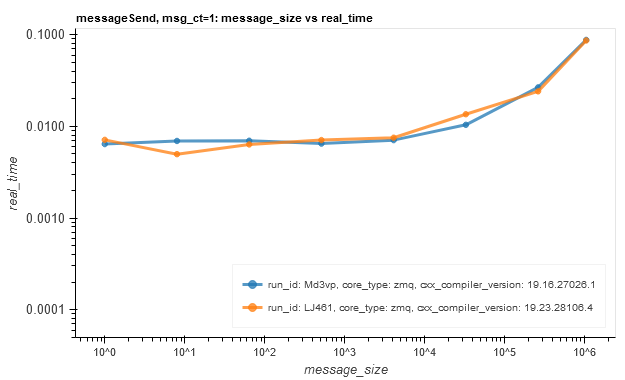 messageSend, msg_ct=1: message_size vs real_time
0.1000
0.0100
0.0010
0.0001
real_time
run_id: Md3vp, core_type: zmq, cxx_compiler_version: 19.16.27026.1
run_id: LJ461, core_type: zmq, cxx_compiler_version: 19.23.28106.4
10^0 10^1 10^2 10^3 10^4 10^5 10^6
message_size